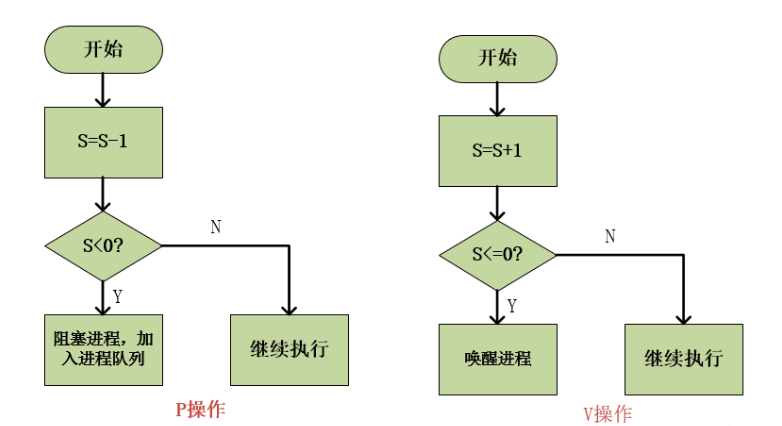 开始
S=S-1
S<0?
N
Y
阻塞进程，加
入进程队列
继续执行
P操作
开始
S=S+1
S<=0?
N
Y
唤醒进程
继续执行
V操作